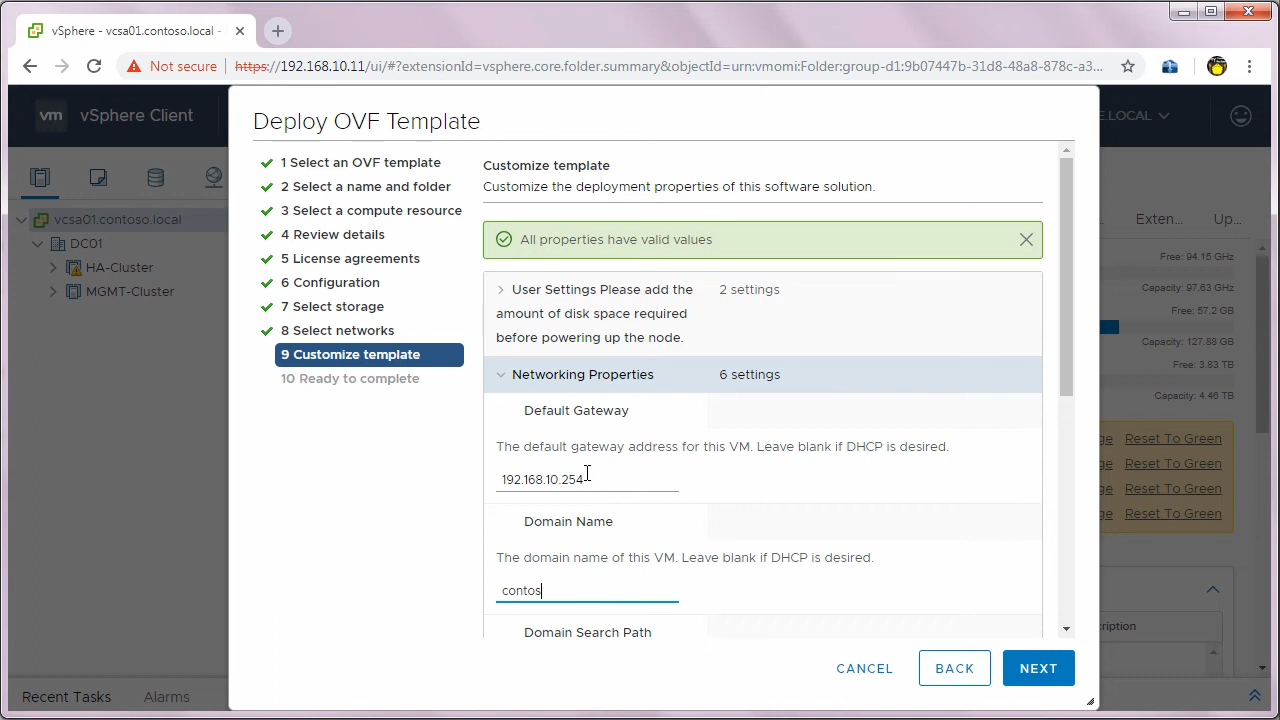 vSphere - vcsa01.contoso.local -
Not secure
https://192.168.10.11/ui/#?extensionId=vsphere.core.folder.summary&objectId=urn:vmomi:Folder:group-d1:9b07447b-31d8-48a8-878c-a3...
vm vSphere Client
E.LOCAL
vcsa01.contoso.local
DC01
HA-Cluster
MGMT-Cluster
Deploy OVF Template
1 Select an OVF template
2 Select a name and folder
3 Select a compute resource
4 Review details
5 License agreements
6 Configuration
7 Select storage
8 Select networks
9 Customize template
10 Ready to complete
Customize template
Customize the deployment properties of this software solution.
All properties have valid values
User Settings Please add the 2 settings
amount of disk space required
before powering up the node.
Networking Properties 6 settings
Default Gateway
The default gateway address for this VM. Leave blank if DHCP is desired.
192.168.10.254
Domain Name
The domain name of this VM. Leave blank if DHCP is desired.
contos
Domain Search Path
CANCEL BACK NEXT
Exten... Up...
Free: 94.15 GHz
Capacity: 97.63 GHz
Free: 57.2 GB
Capacity: 127.88 GB
Free: 3.83 TB
Capacity: 4.46 TB
ge Reset To Green
ge Reset To Green
ge Reset To Green
ge Reset To Green
cription
Recent Tasks Alarms